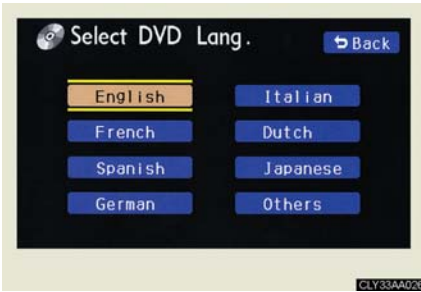 Select DVD Lang.
Back
English
Italian
French
Dutch
Spanish
Japanese
German
Others
CLY33AA026